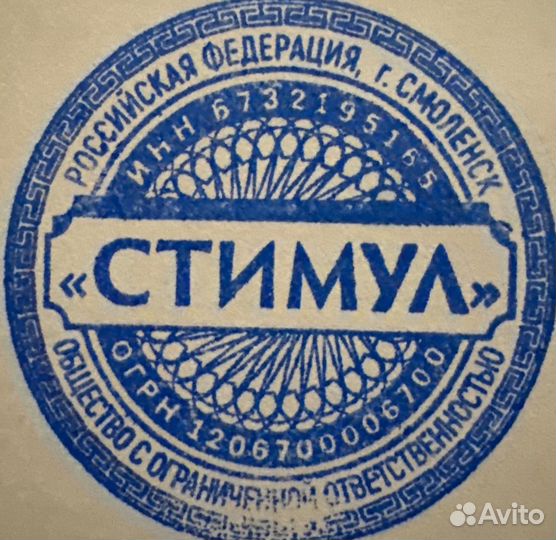 РОССИЙСКАЯ ФЕДЕРАЦИЯ, г. СМОЛЕНСК
ИНН 6732195165
«СТИМУЛ»
ОГРН 1206700006700
ОБЩЕСТВО С ОГРАНИЧЕННОЙ ОТВЕТСТВЕННОСТЬЮ
Avito